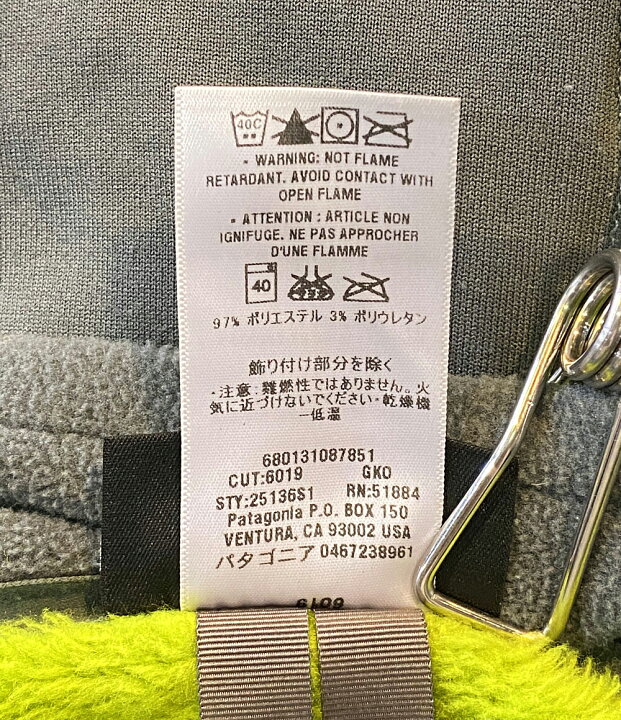 40C
• WARNING: NOT FLAME
RETARDANT. AVOID CONTACT WITH
OPEN FLAME
• ATTENTION : ARTICLE NON
IGNIFUGE. NE PAS APPROCHER
D'UNE FLAMME
40
97% ポリエステル 3% ポリウレタン
飾り付け部分を除く
・注意：難燃性ではありません。火
気に近づけないでください・乾燥機
ー低温
680131087851
CUT:6019 GKO
STY:25136S1 RN:51884
Patagonia P.O. BOX 150
VENTURA, CA 93002 USA
パタゴニア 0467238961
6019